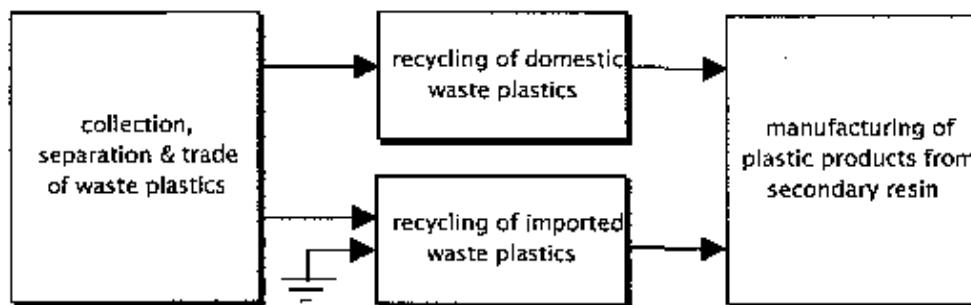 collection,
separation & trade
of waste plastics
recycling of domestic
waste plastics
recycling of imported
waste plastics
manufacturing of
plastic products from
secondary resin